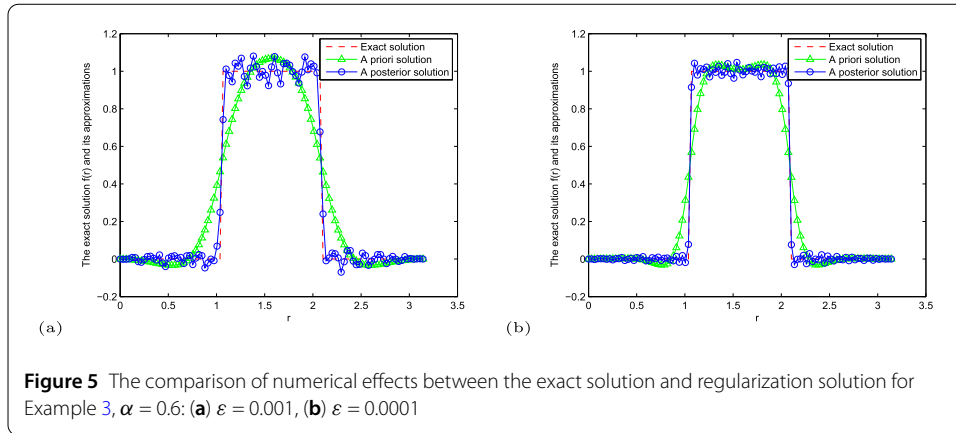 1.2
1
0.8
0.6
0.4
0.2
0
−0.2
0
0.5
1
1.5
2
2.5
3
3.5
r
The exact solution f(r) and its approximations
Exact solution
A priori solution
A posterior solution
(a)
1.2
1
0.8
0.6
0.4
0.2
0
−0.2
0
0.5
1
1.5
2
2.5
3
3.5
r
The exact solution f(r) and its approximations
Exact solution
A priori solution
A posterior solution
(b)
Figure 5 The comparison of numerical effects between the exact solution and regularization solution for
Example 3, α = 0.6: (a) ε = 0.001, (b) ε = 0.0001